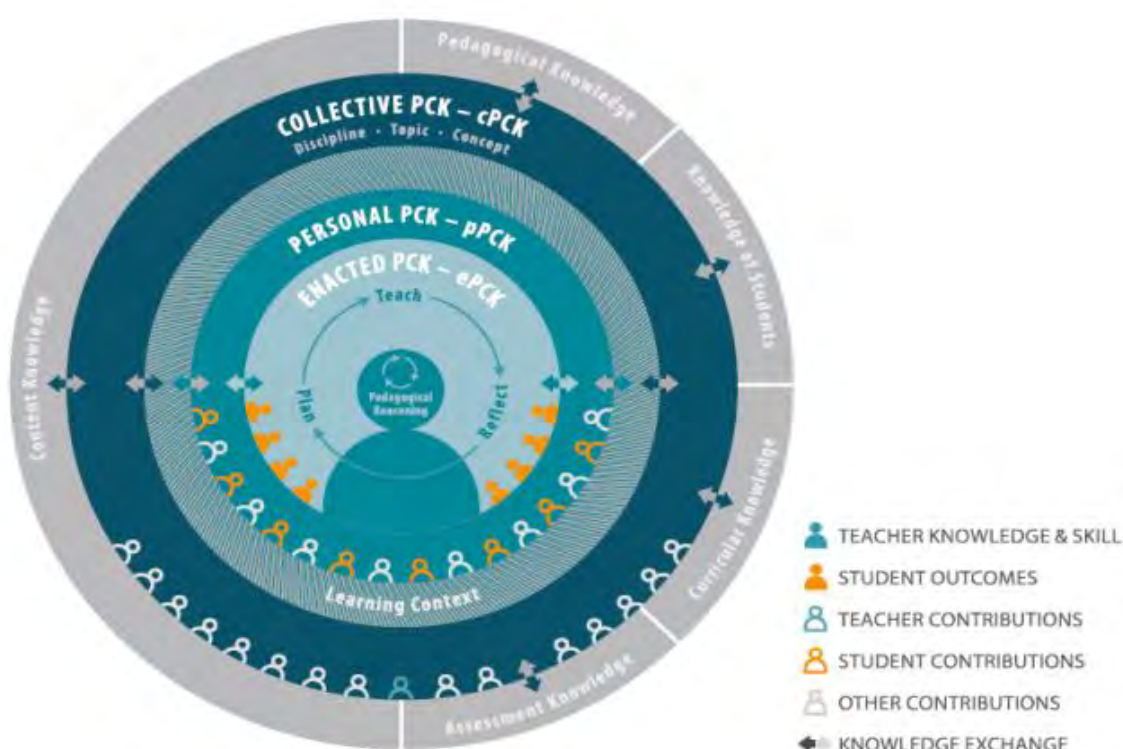 Pedagogical Knowledge
COLLECTIVE PCK – cPCK
Discipline · Topic · Concept
Knowledge of Students
PERSONAL PCK – pPCK
ENACTED PCK – ePCK
Teach
Content Knowledge
Plan
Pedagogical
Reasoning
Reflect
Curricular Knowledge
Learning Context
Assessment Knowledge
TEACHER KNOWLEDGE & SKILL
STUDENT OUTCOMES
TEACHER CONTRIBUTIONS
STUDENT CONTRIBUTIONS
OTHER CONTRIBUTIONS
KNOWLEDGE EXCHANGE